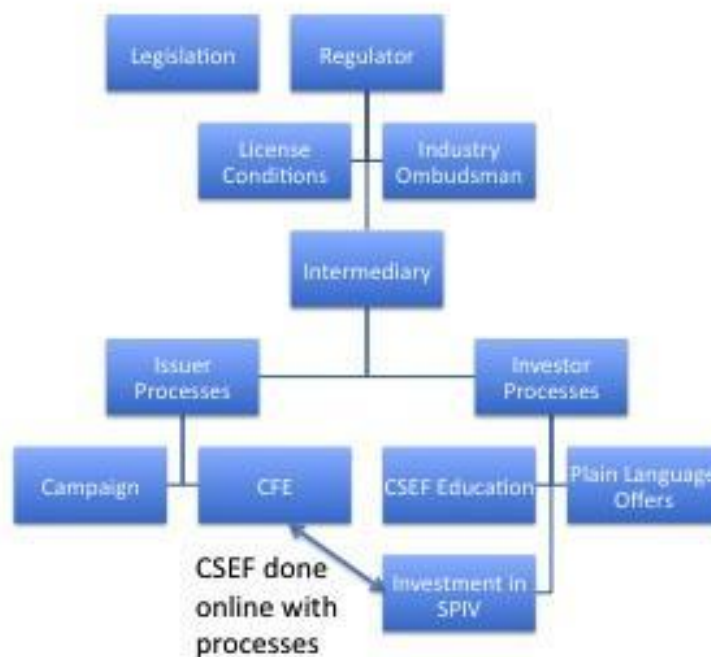 Legislation
Regulator
License
Conditions
Industry
Ombudsman
Intermediary
Issuer
Processes
Investor
Processes
Campaign
CFE
CSEF Education
Plain Language
Offers
CSEF done
online with
processes
Investment in
SPIV